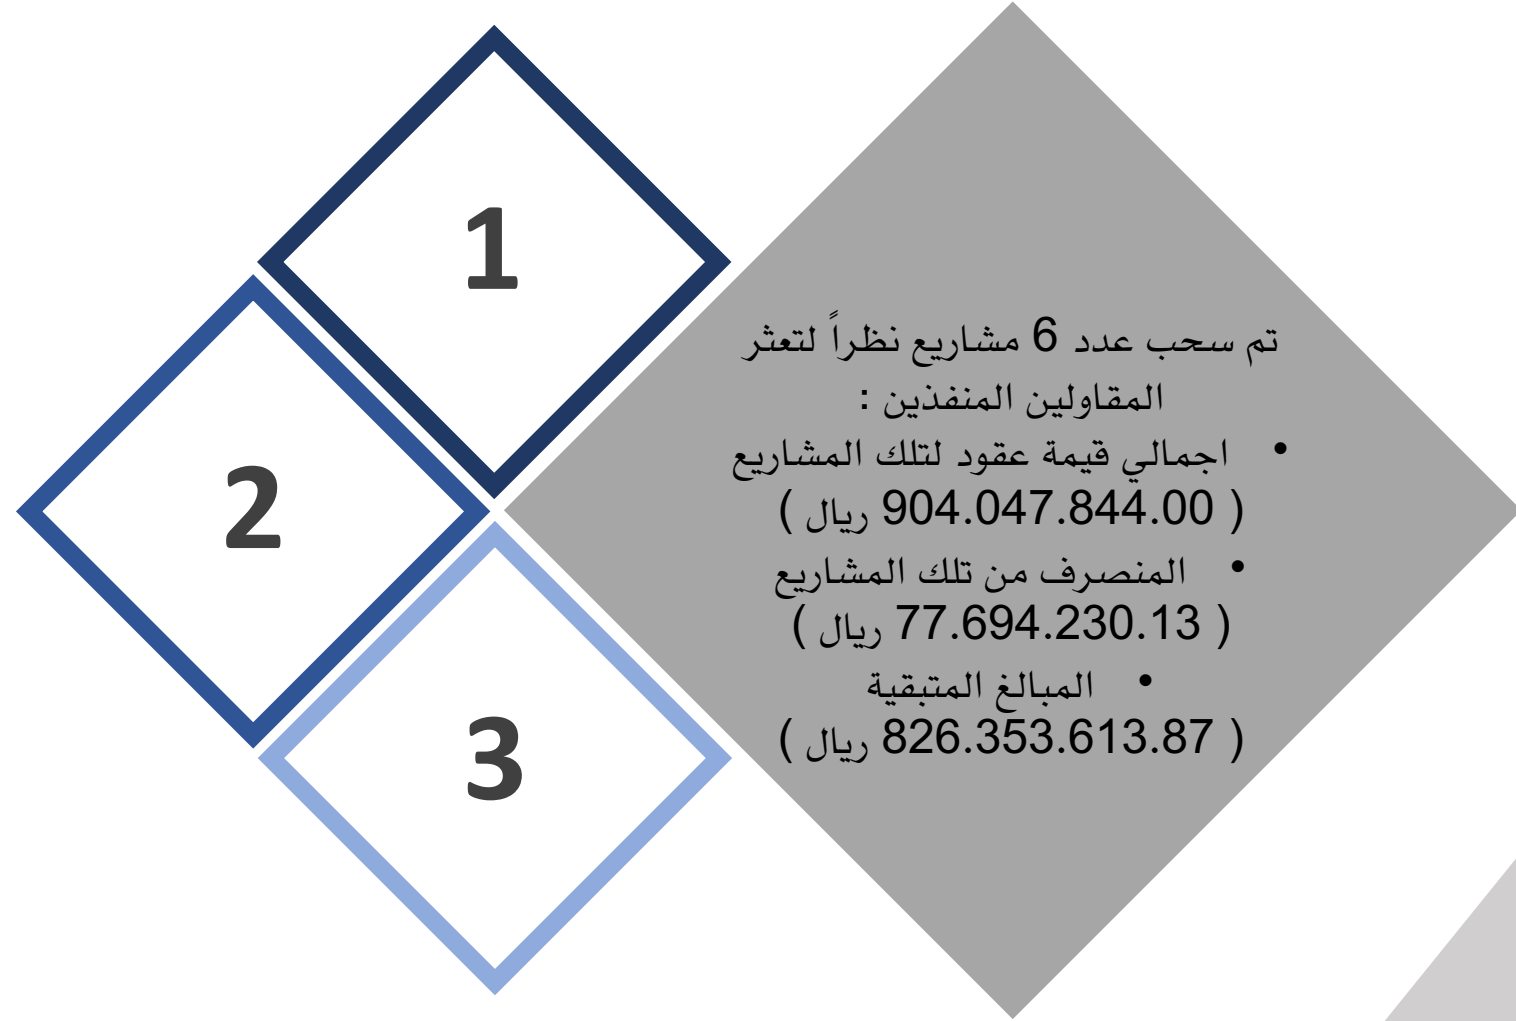 1
2
3
تم سحب عدد 6 مشاريع نظراً لتعثر
المقاولين المنفذين :
• اجمالي قيمة عقود لتلك المشاريع
( 904.047.844.00 ريال )
• المنصرف من تلك المشاريع
( 77.694.230.13 ريال )
• المبالغ المتبقية
( 826.353.613.87 ريال )